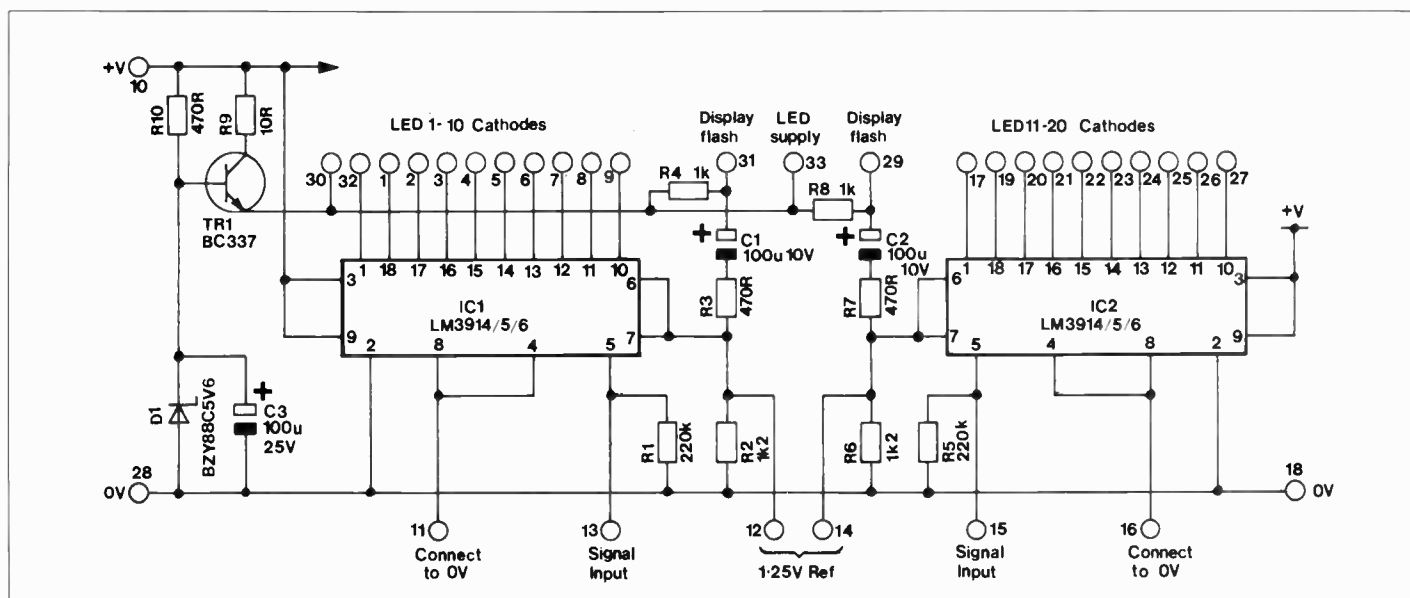 +V
10
R10
470R
R9
10R
TR1
BC337
LED 1-10 Cathodes
30
32
1
2
3
4
5
6
7
8
9
Display
flash
31
LED
supply
33
Display
flash
29
R4 1k
R8 1k
LED11-20 Cathodes
17
19
20
21
22
23
24
25
26
27
+V
+
C1
100u 10V
+
C2
100u
10V
R3
470R
R7
470R
1
18
17
16
15
14
13
12
11
10
3
9
6
7
IC1
LM3914/5/6
2
8
4
5
1
18
17
16
15
14
13
12
11
10
6
7
3
9
IC2
LM3914/5/6
5
4
8
2
D1
BZY88C5V6
+
C3
100u
25V
R1
220k
R2
1k2
R6
1k2
R5
220k
28
0V
18
0V
11
Connect
to 0V
13
Signal
Input
12
14
1·25V Ref
15
Signal
Input
16
Connect
to 0V